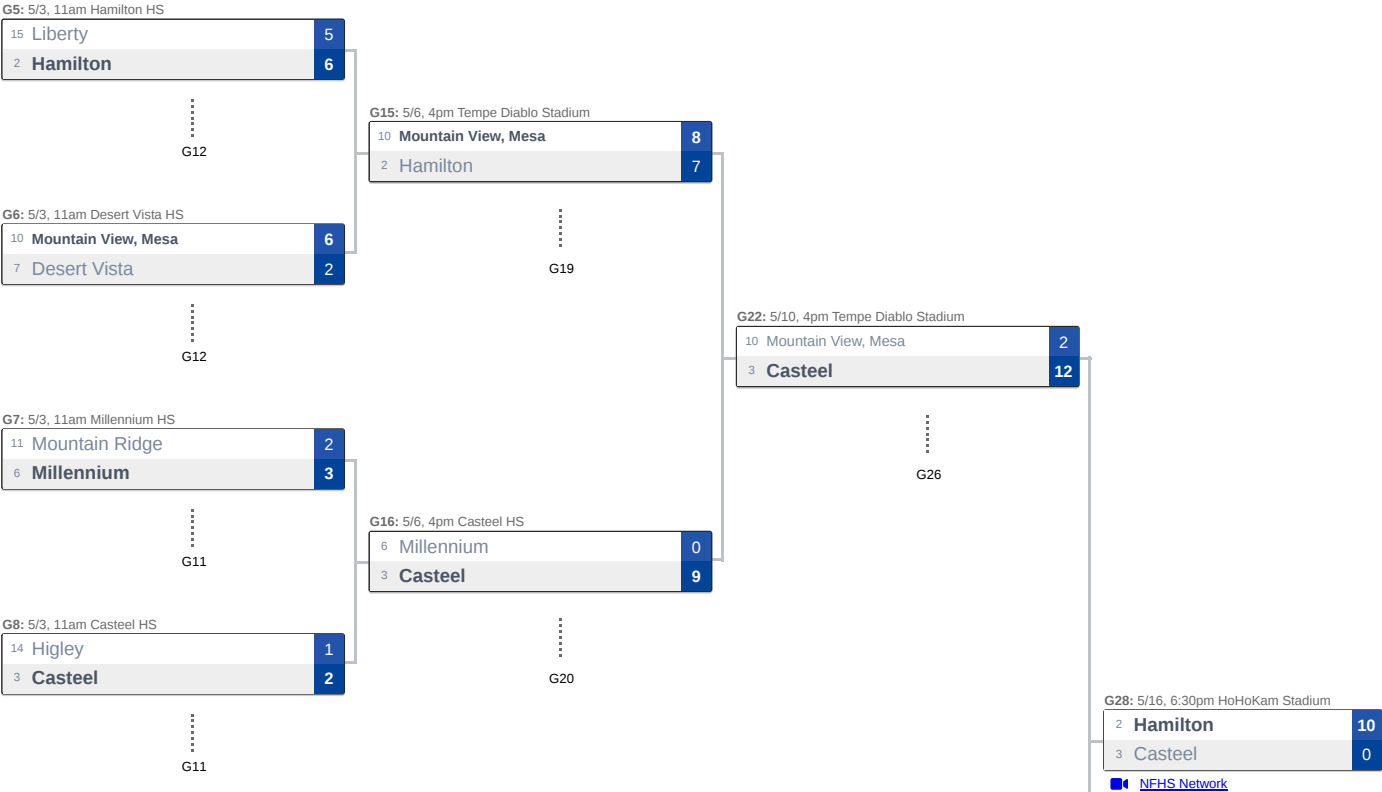 G5: 5/3, 11am Hamilton HS
15 Liberty 5
2 Hamilton 6
G12
G6: 5/3, 11am Desert Vista HS
10 Mountain View, Mesa 6
7 Desert Vista 2
G12
G7: 5/3, 11am Millennium HS
11 Mountain Ridge 2
6 Millennium 3
G11
G8: 5/3, 11am Casteel HS
14 Higley 1
3 Casteel 2
G11
G15: 5/6, 4pm Tempe Diablo Stadium
10 Mountain View, Mesa 8
2 Hamilton 7
G19
G16: 5/6, 4pm Casteel HS
6 Millennium 0
3 Casteel 9
G20
G22: 5/10, 4pm Tempe Diablo Stadium
10 Mountain View, Mesa 2
3 Casteel 12
G26
G28: 5/16, 6:30pm HoHoKam Stadium
2 Hamilton 10
3 Casteel 0
NFHS Network